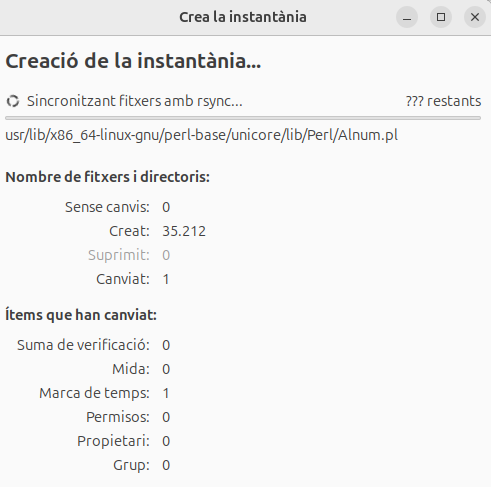 Crea la instantània
Creació de la instantània...
Sincronitzant fitxers amb rsync... ??? restants
usr/lib/x86_64-linux-gnu/perl-base/unicore/lib/Perl/Alnum.pl
Nombre de fitxers i directoris:
Sense canvis: 0
Creat: 35.212
Suprimit: 0
Canviat: 1
Ítems que han canviat:
Suma de verificació: 0
Mida: 0
Marca de temps: 1
Permisos: 0
Propietari: 0
Grup: 0